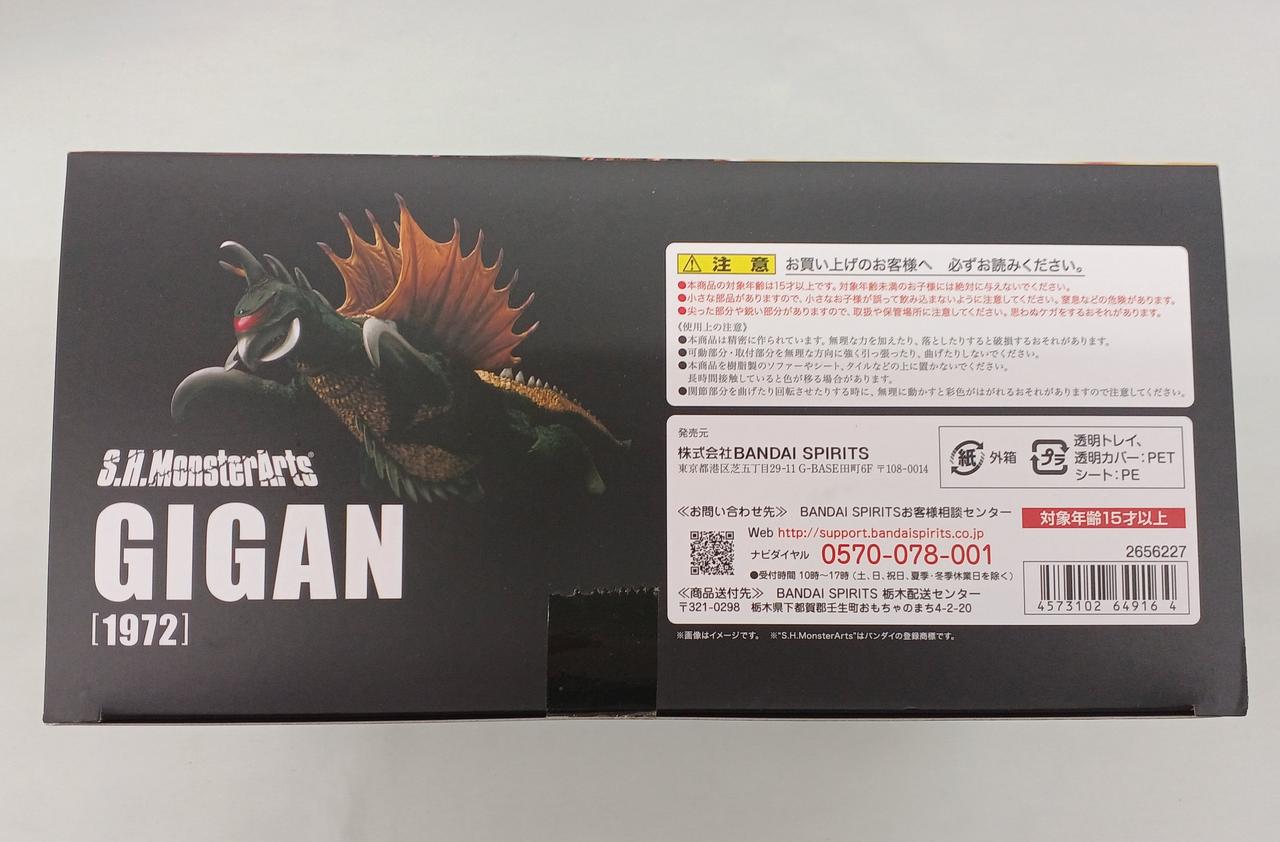 S.H.MonsterArts
GIGAN
[1972]
注意 お買い上げのお客様へ 必ずお読みください。
●本商品の対象年齢は15才以上です。対象年齢未満のお子様には絶対に与えないでください。
●小さな部品がありますので、小さなお子様が誤って飲み込まないように注意してください。窒息などの危険があります。
●尖った部分や鋭い部分がありますので、取扱や保管場所に注意してください。思わぬケガをするおそれがあります。
《使用上の注意》
●本商品は精密に作られています。無理な力を加えたり、落としたりすると破損するおそれがあります。
●可動部分・取付部分を無理な方向に強く引っ張ったり、曲げたりしないでください。
●本商品を樹脂製のソファーやシート、タイルなどの上に置かないでください。
長時間接触していると色が移る場合があります。
●関節部分を曲げたり回転させたりする時に、無理に動かすと彩色がはがれるおそれがありますので注意してください。
発売元
株式会社BANDAI SPIRITS
東京都港区芝五丁目29-11 G-BASE田町6F 〒108-0014
紙 外箱
プラ 透明トレイ、
透明カバー:PET
シート:PE
≪お問い合わせ先≫ BANDAI SPIRITSお客様相談センター
Web http://support.bandaispirits.co.jp
ナビダイヤル 0570-078-001
●受付時間 10時〜17時(土、日、祝日、夏季・冬季休業日を除く)
≪商品送付先≫ BANDAI SPIRITS 栃木配送センター
〒321-0298 栃木県下都賀郡壬生町おもちゃのまち4-2-20
対象年齢15才以上
2656227
4573102 64916 4
※画像はイメージです。 ※"S.H.MonsterArts"はバンダイの登録商標です。